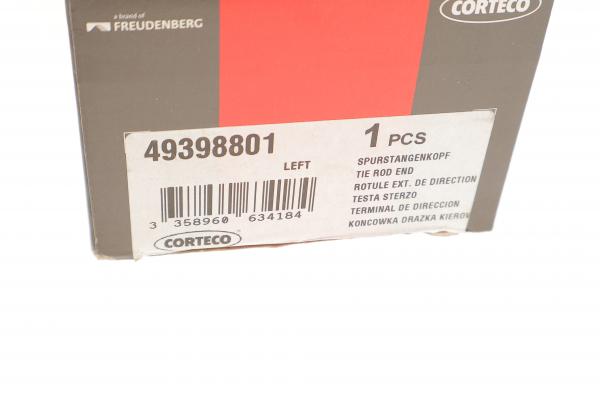 a brand of
FREUDENBERG
CORTECO
49398801
LEFT
1 PCS
SPURSTANGENKOPF
TIE ROD END
ROTULE EXT. DE DIRECTION
TESTA STERZO
TERMINAL DE DIRECCION
KONCOWKA DRAZKA KIEROW
3 358960 634184
CORTECO